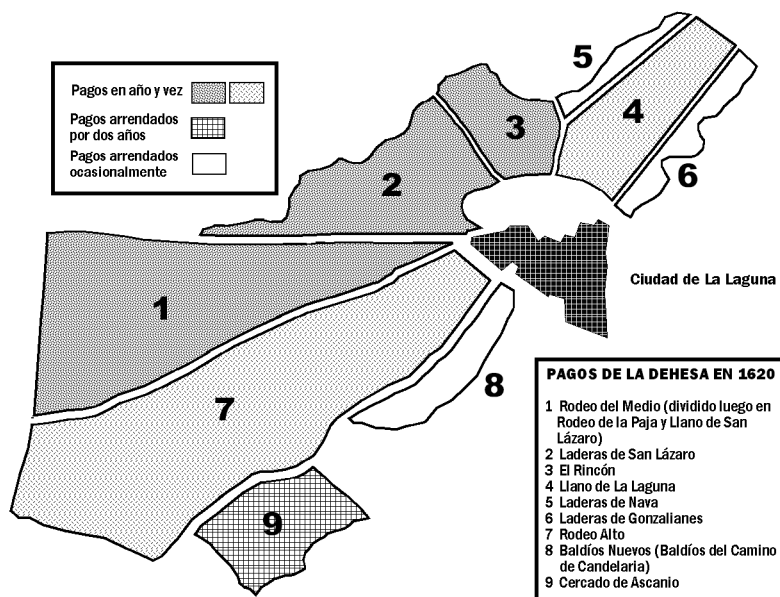 Pagos en año y vez
Pagos arrendados
por dos años
Pagos arrendados
ocasionalmente
5
4
3
6
2
Ciudad de La Laguna
1
8
7
9
PAGOS DE LA DEHESA EN 1620
1 Rodeo del Medio (dividido luego en
Rodeo de la Paja y Llano de San
Lázaro)
2 Laderas de San Lázaro
3 El Rincón
4 Llano de La Laguna
5 Laderas de Nava
6 Laderas de Gonzalianes
7 Rodeo Alto
8 Baldíos Nuevos (Baldíos del Camino
de Candelaria)
9 Cercado de Ascanio